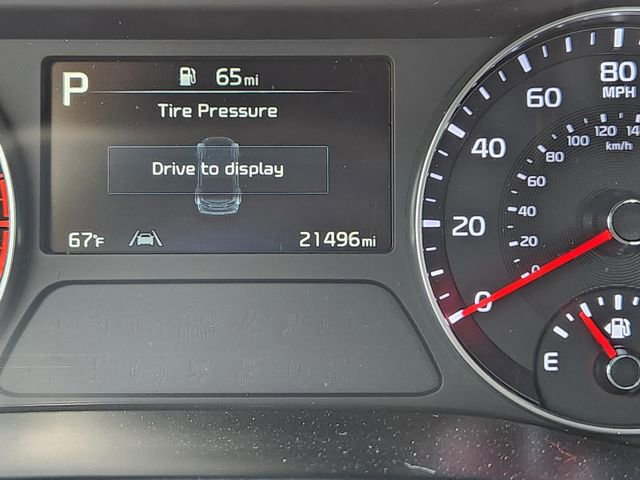 P
65mi
Tire Pressure
Drive to display
67°F
21496mi
0
20
40
60
80
MPH
0
20
40
60
80
100
120
km/h
E